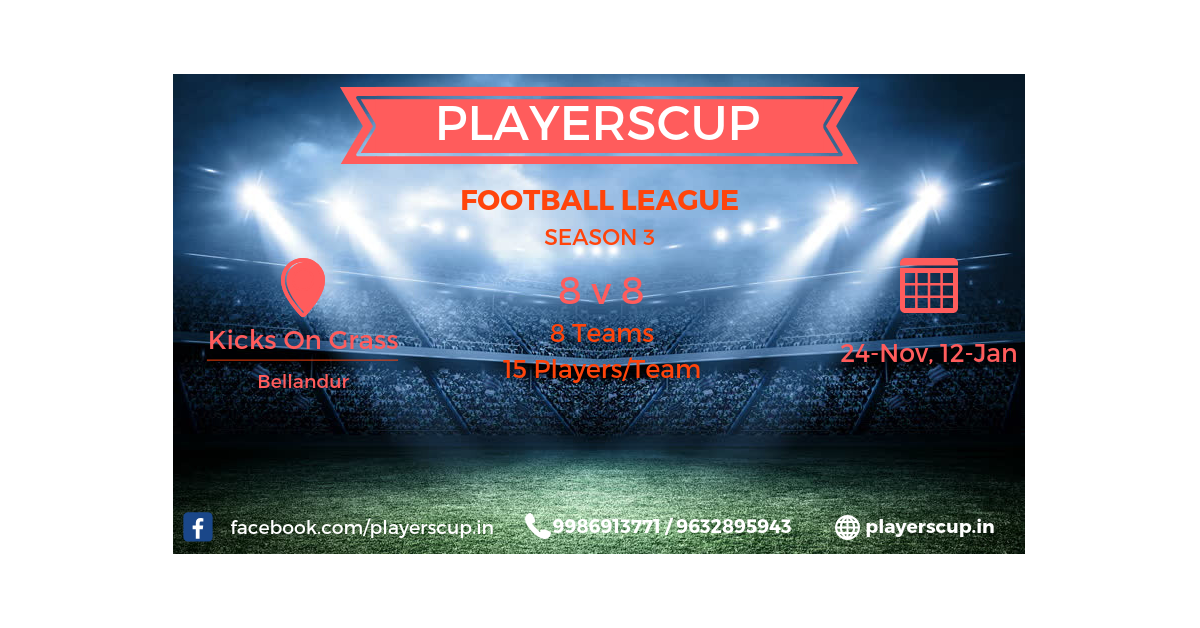 PLAYERSCUP
FOOTBALL LEAGUE
SEASON 3
8 v 8
8 Teams
15 Players/Team
Kicks On Grass
Bellandur
24-Nov, 12-Jan
facebook.com/playerscup.in
9986913771 / 9632895943
playerscup.in